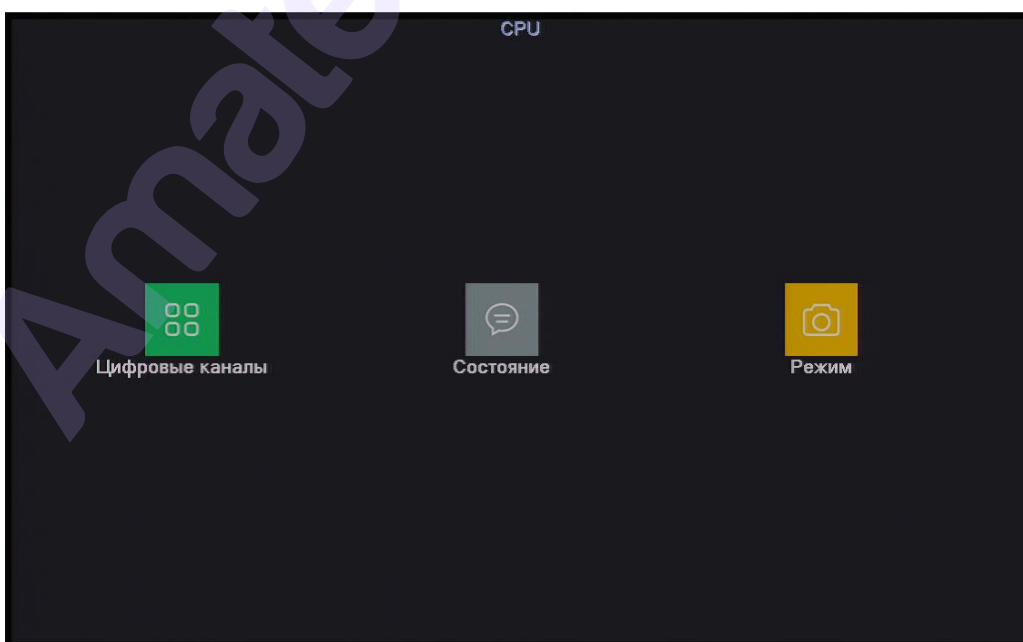 CPU
Цифровые каналы
Состояние
Режим
Amate